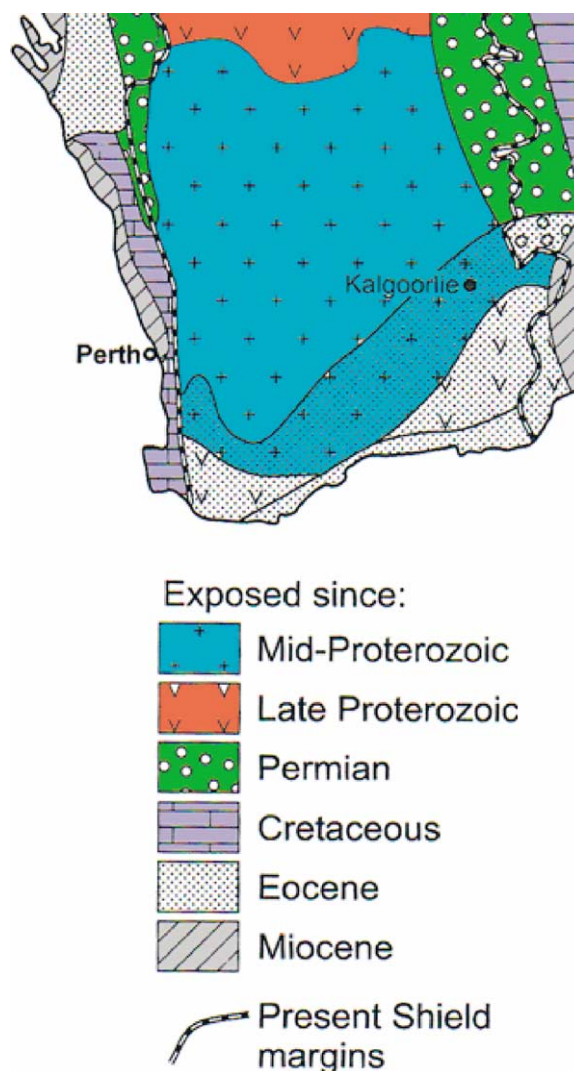 Kalgoorlie
Perth
Exposed since:
Mid-Proterozoic
Late Proterozoic
Permian
Cretaceous
Eocene
Miocene
Present Shield
margins